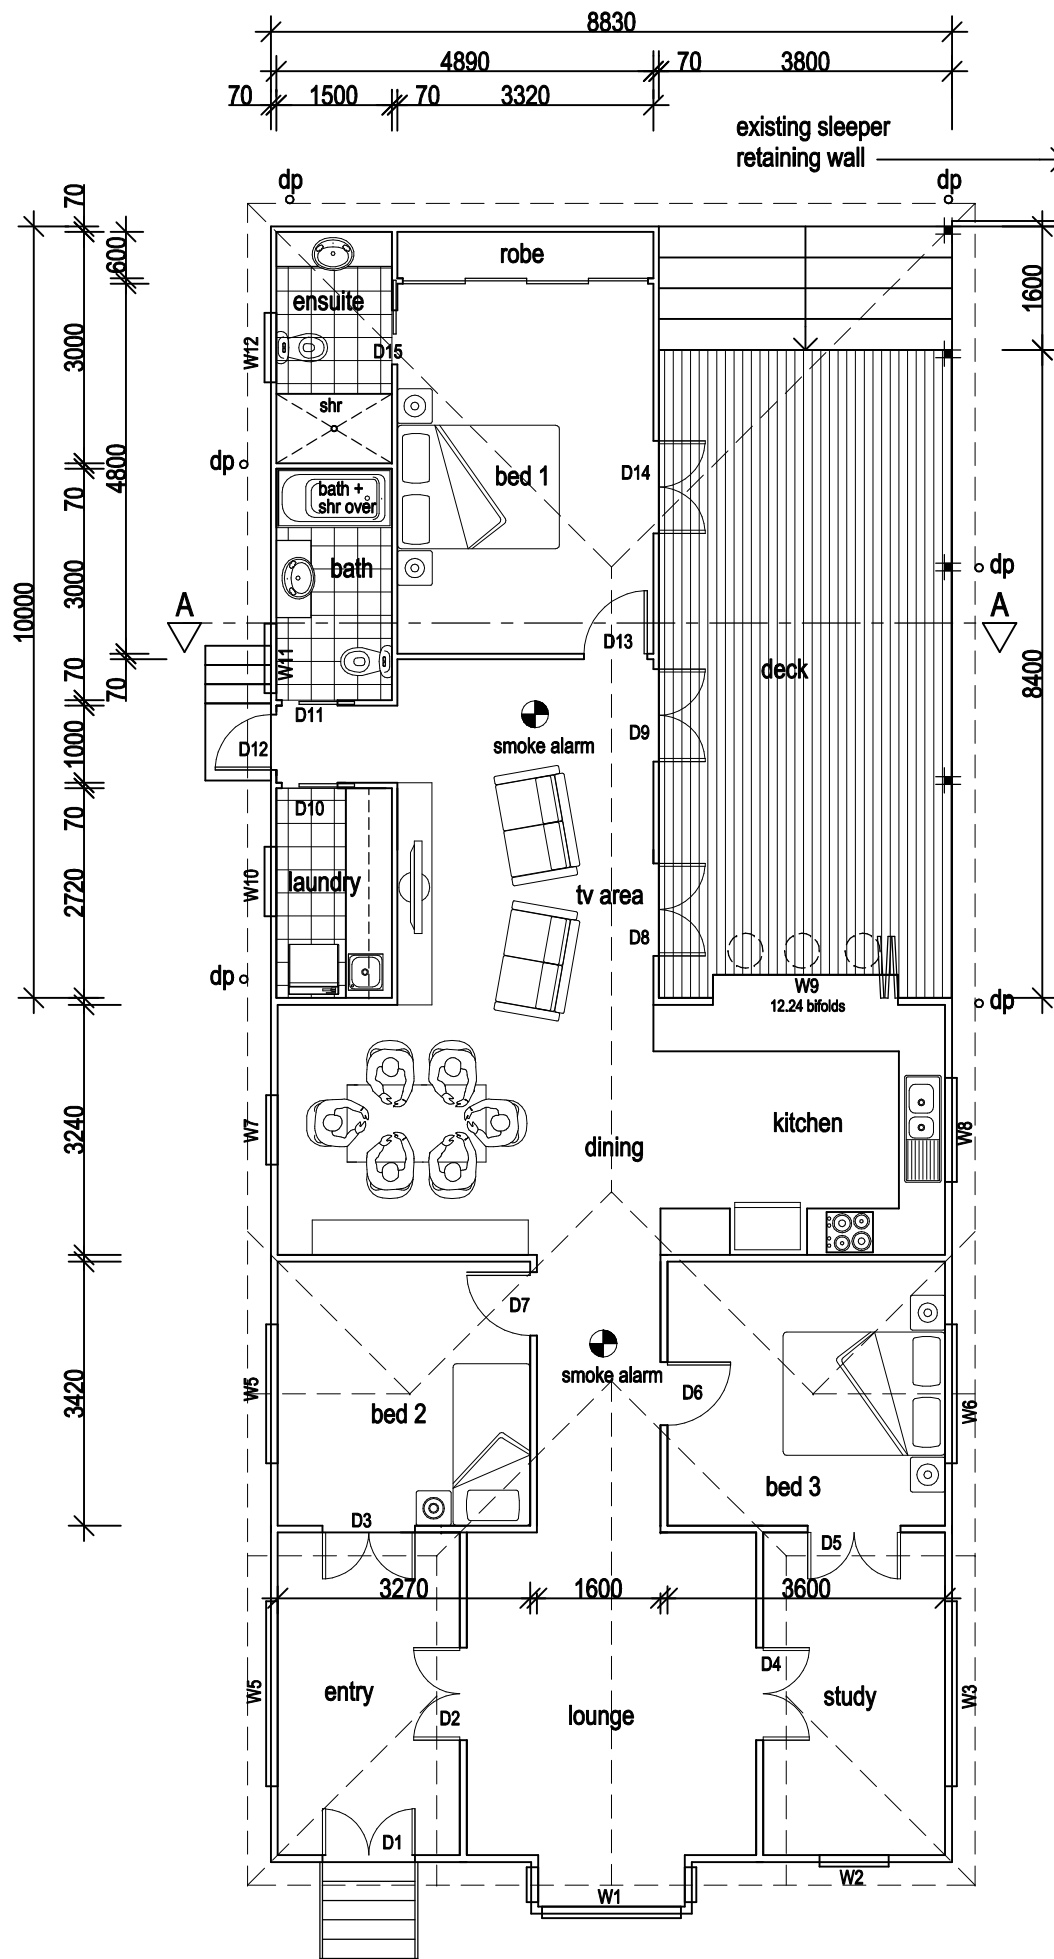 8830
4890
70
3800
70
1500
70
3320
existing sleeper
retaining wall
dp
dp
70
600
robe
ensuite
1600
3000
W12
D15
shr
dp
4800
70
bath +
shr over
bed 1
D14
bath
dp
3000
10000
A
A
D13
W11
70
70
deck
8400
D11
D12
smoke alarm
D9
1000
D10
70
laundry
W10
2720
tv area
D8
dp
W9
12.24 bifolds
dp
3240
W7
kitchen
W8
dining
D7
smoke alarm
D6
3420
W5
bed 2
W6
bed 3
D3
D5
3270
1600
3600
D4
W5
entry
D2
lounge
study
W3
D1
W2
W1